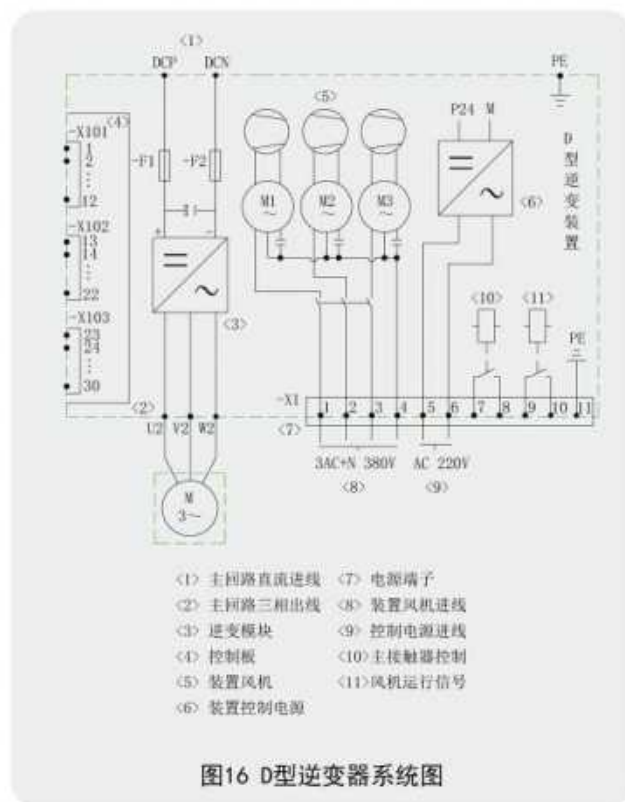 <1>
DCP DCN PE
<4> <5> P24 M
-X101
1
2
12
-F1 -F2
D型逆变装置
M1
~
M2
~
M3
~
<6>
-X102
13
14
22
+ -
<3>
<10> <11>
-X103
23
24
30
PE
<2>
-X1 1 2 3 4 5 6 7 8 9 10 11
U2 V2 W2
<7>
3AC+N 380V AC 220V
<8> <9>
M
3~
<1> 主回路直流进线 <7> 电源端子
<2> 主回路三相出线 <8> 装置风机进线
<3> 逆变模块 <9> 控制电源进线
<4> 控制板 <10>主接触器控制
<5> 装置风机 <11>风机运行信号
<6> 装置控制电源
图16 D型逆变器系统图